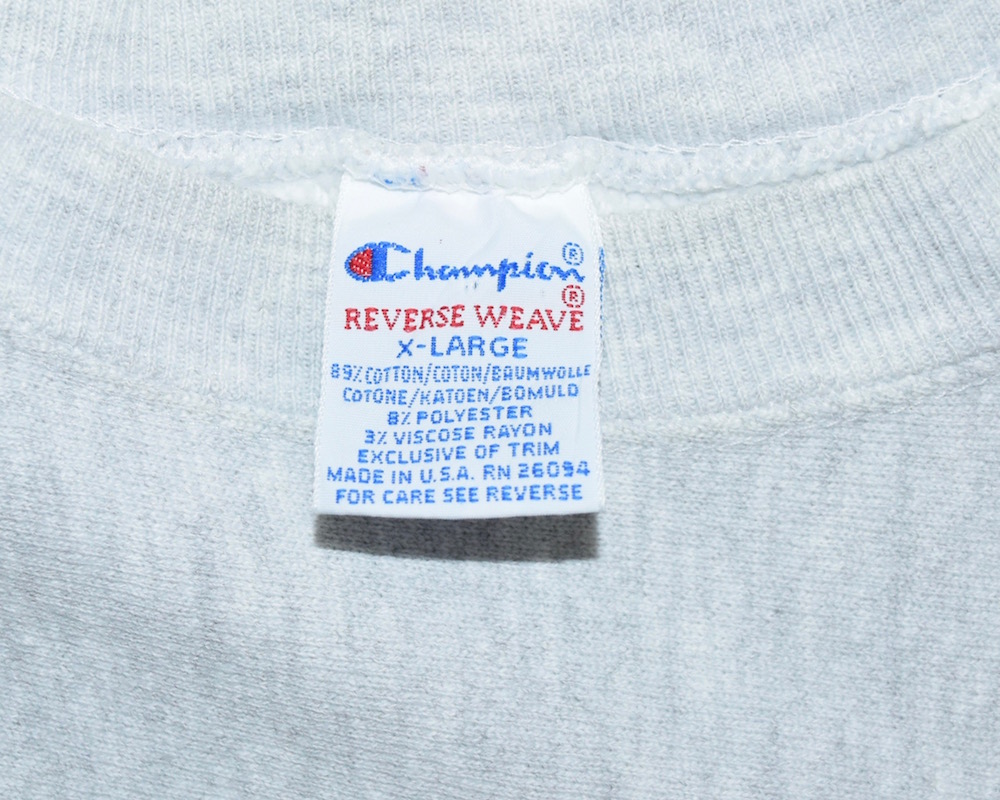 Champion®
REVERSE WEAVE®
X-LARGE
89% COTTON/COTON/BAUMWOLLE
COTONE/KATOEN/BOMULD
8% POLYESTER
3% VISCOSE RAYON
EXCLUSIVE OF TRIM
MADE IN U.S.A. RN 26094
FOR CARE SEE REVERSE